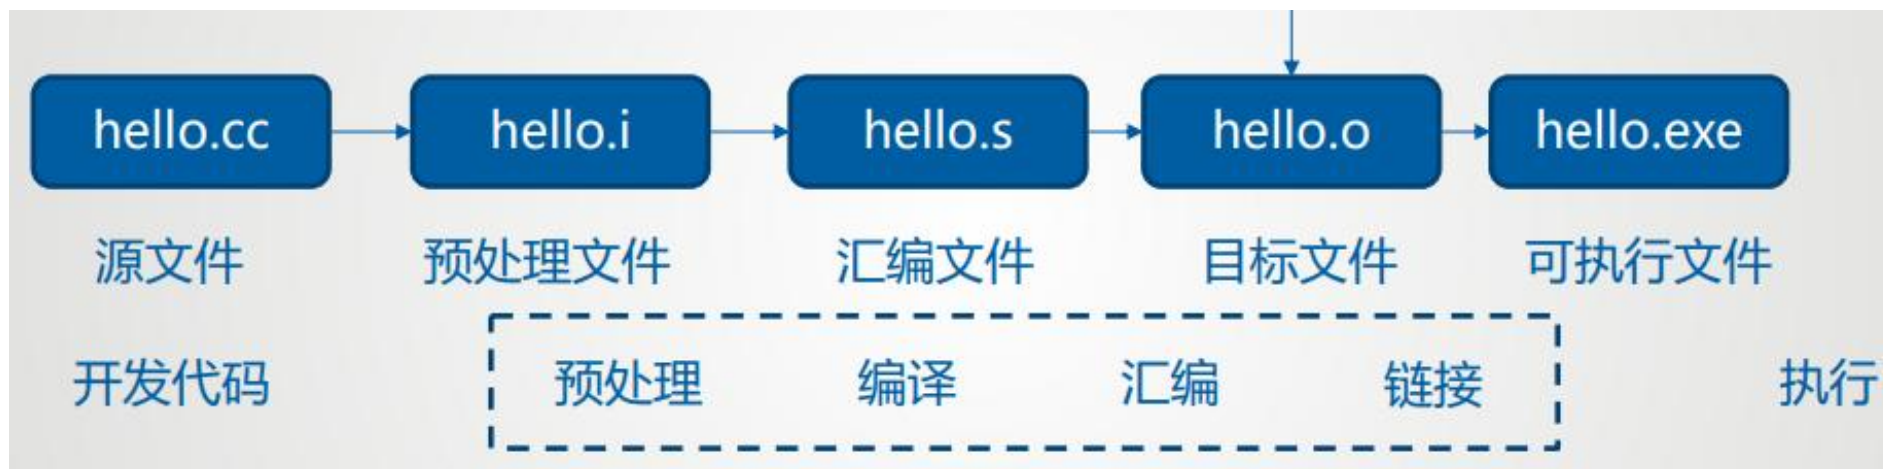 hello.cc hello.i hello.s hello.o hello.exe
源文件 预处理文件 汇编文件 目标文件 可执行文件
开发代码 预处理 编译 汇编 链接 执行